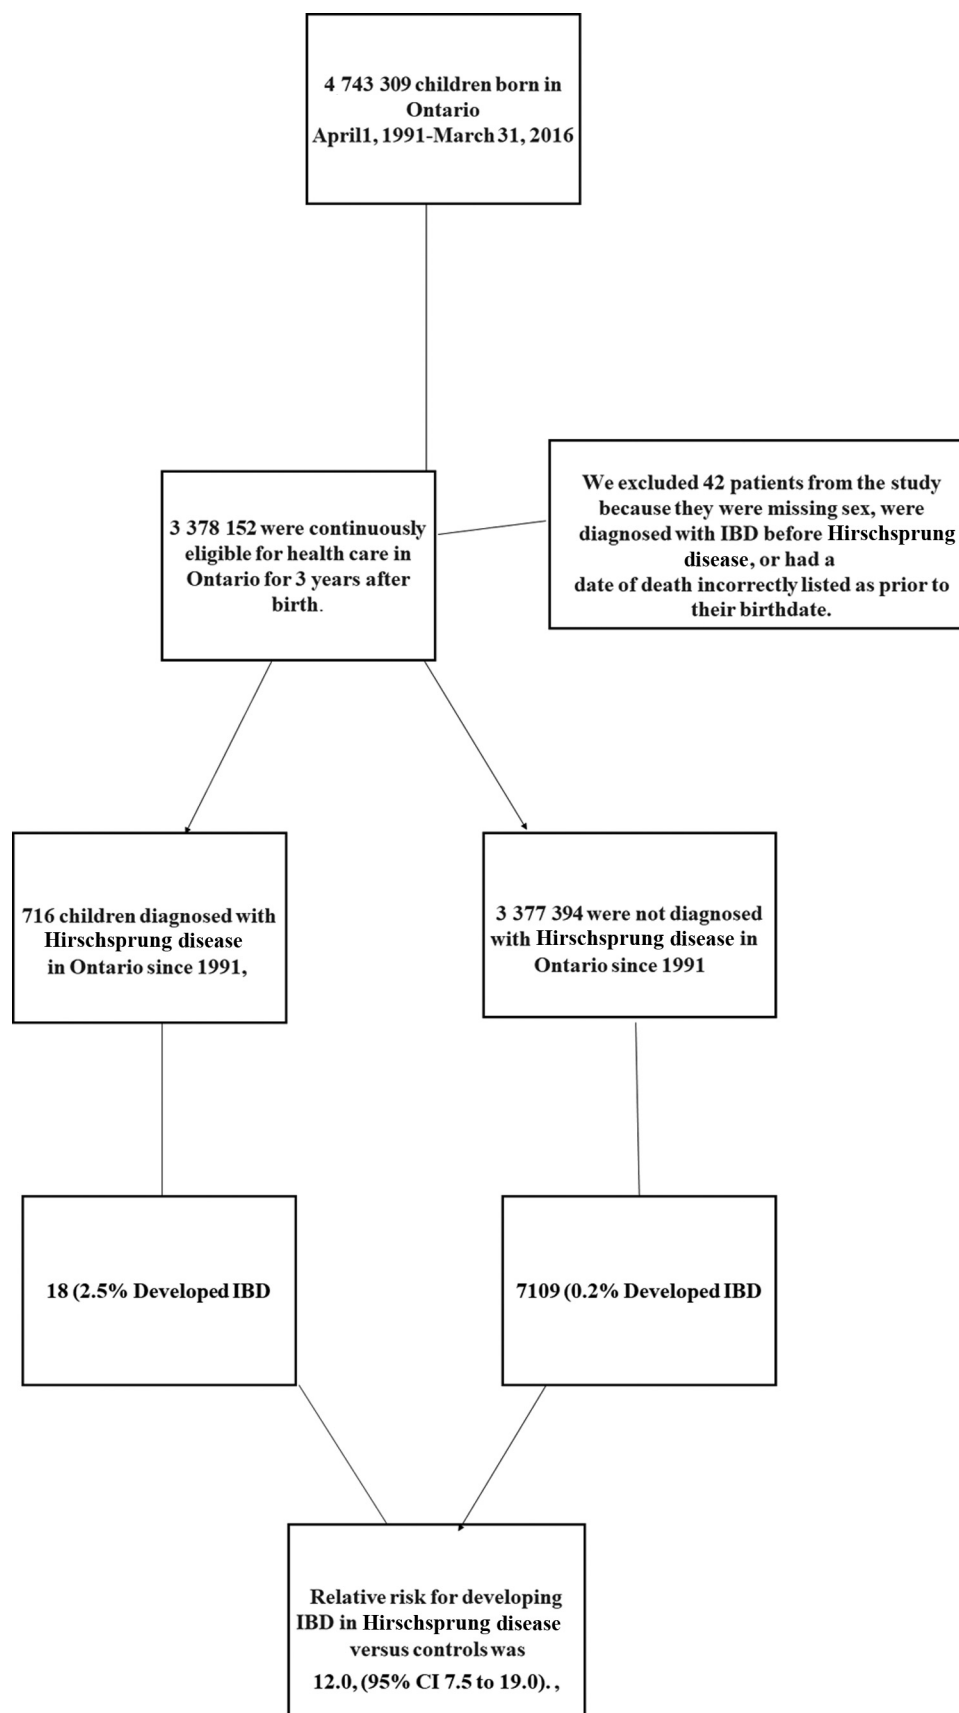 4 743 309 children born in
Ontario
April1, 1991-March 31, 2016
3 378 152 were continuously
eligible for health care in
Ontario for 3 years after
birth.
We excluded 42 patients from the study
because they were missing sex, were
diagnosed with IBD before Hirschsprung
disease, or had a
date of death incorrectly listed as prior to
their birthdate.
716 children diagnosed with
Hirschsprung disease
in Ontario since 1991,
3 377 394 were not diagnosed
with Hirschsprung disease in
Ontario since 1991
18 (2.5% Developed IBD
7109 (0.2% Developed IBD
Relative risk for developing
IBD in Hirschsprung disease
versus controls was
12.0, (95% CI 7.5 to 19.0). ,